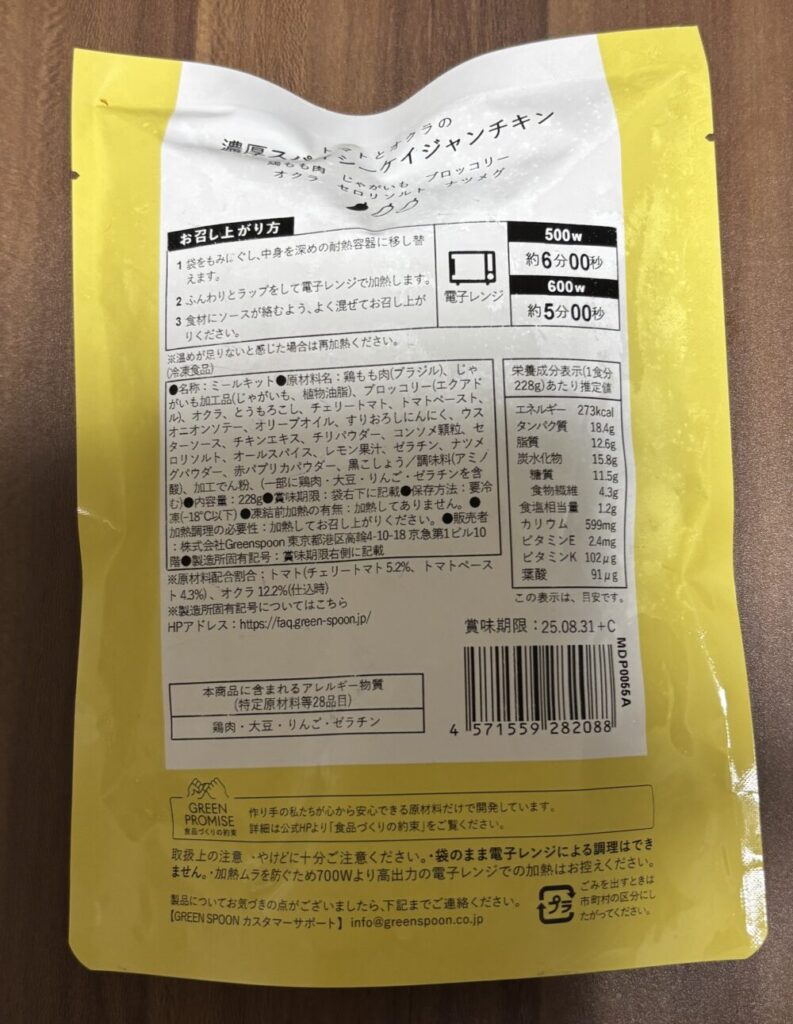 トマトとオクラの
濃厚スパイシーケイジャンチキン
鶏もも肉 じゃがいも ブロッコリー
オクラ セロリソルト ナツメグ
お召し上がり方
1 袋をもみほぐし、中身を深めの耐熱容器に移し替
えます。
2 ふんわりとラップをして電子レンジで加熱します。
3 食材にソースが絡むよう、よく混ぜてお召し上が
りください。
電子レンジ
500w
約6分00秒
600w
約5分00秒
※温めが足りないと感じた場合は再加熱ください。
(冷凍食品)
●名称：ミールキット●原材料名：鶏もも肉(ブラジル)、じゃ
がいも加工品(じゃがいも、植物油脂)、ブロッコリー(エクアド
ル)、オクラ、とうもろこし、チェリートマト、トマトペースト、
オニオンソテー、オリーブオイル、すりおろしにんにく、ウス
ターソース、チキンエキス、チリパウダー、コンソメ顆粒、セ
ロリソルト、オールスパイス、レモン果汁、ゼラチン、ナツメ
グパウダー、赤パプリカパウダー、黒こしょう／調味料(アミノ
酸)、加工でん粉、(一部に鶏肉・大豆・りんご・ゼラチンを含
む)●内容量：228g●賞味期限：袋右下に記載●保存方法：要冷
凍(-18℃以下)●凍結前加熱の有無：加熱してありません。●
加熱調理の必要性：加熱してお召し上がりください。●販売者
：株式会社Greenspoon 東京都港区高輪4-10-18 京急第1ビル10
階●製造所固有記号：賞味期限右側に記載
※原材料配合割合：トマト(チェリートマト 5.2%、トマトペース
ト 4.3%)、オクラ 12.2%(仕込時)
※製造所固有記号についてはこちら
HPアドレス：https://faq.green-spoon.jp/
栄養成分表示(1食分
228g)あたり推定値
エネルギー 273kcal
タンパク質 18.4g
脂質 12.6g
炭水化物 15.8g
糖質 11.5g
食物繊維 4.3g
食塩相当量 1.2g
カリウム 599mg
ビタミンE 2.4mg
ビタミンK 102μg
葉酸 91μg
この表示は、目安です。
賞味期限：25.08.31+C
MDP0055A
4 571559 282088
本商品に含まれるアレルギー物質
(特定原材料等28品目)
鶏肉・大豆・りんご・ゼラチン
GREEN
PROMISE
食品づくりの約束
作り手の私たちが心から安心できる原材料だけで開発しています。
詳細は公式HPより「食品づくりの約束」をご覧ください。
取扱上の注意 ・やけどに十分ご注意ください。・袋のまま電子レンジによる調理はでき
ません。・加熱ムラを防ぐため700Wより高出力の電子レンジでの加熱はお控えください。
製品についてお気づきの点がございましたら、下記までご連絡ください。
【GREEN SPOON カスタマーサポート】 info@greenspoon.co.jp
プラ
ごみを出すときは
市町村の区分にし
たがってください。